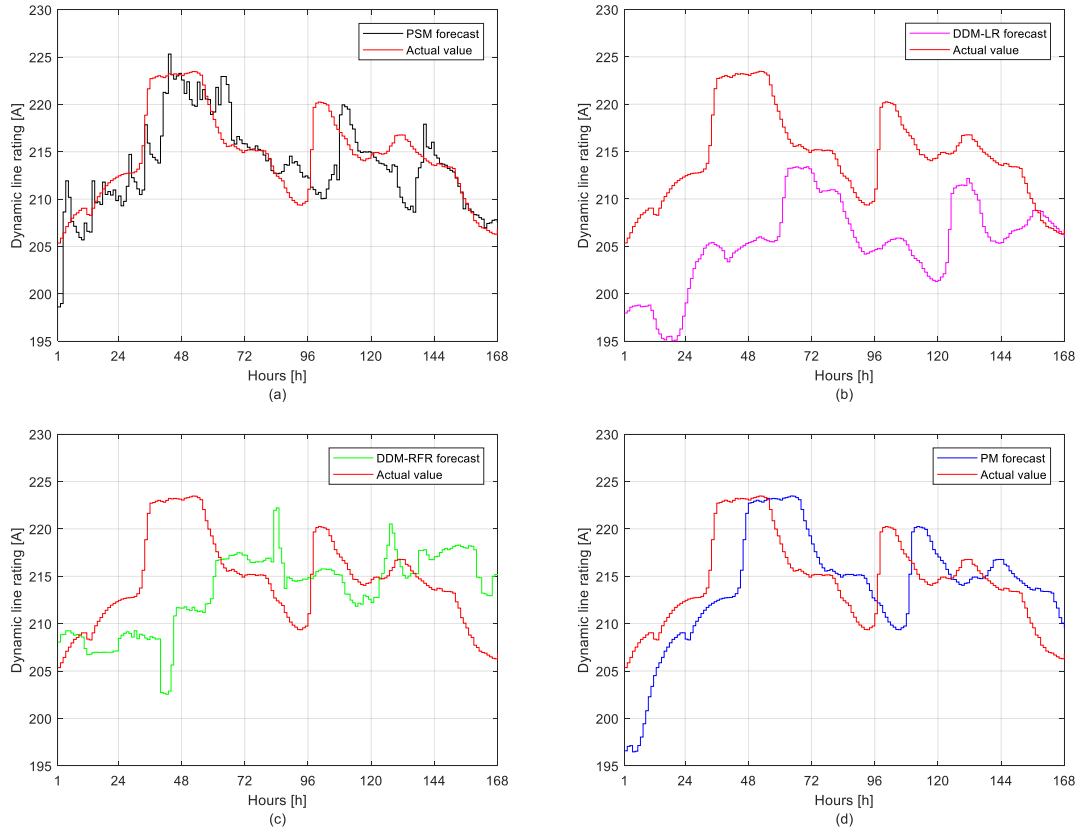 230
225
220
215
210
205
200
195
Dynamic line rating [A]
PSM forecast
Actual value
1 24 48 72 96 120 144 168
Hours [h]
(a)
230
225
220
215
210
205
200
195
Dynamic line rating [A]
DDM-LR forecast
Actual value
1 24 48 72 96 120 144 168
Hours [h]
(b)
230
225
220
215
210
205
200
195
Dynamic line rating [A]
DDM-RFR forecast
Actual value
1 24 48 72 96 120 144 168
Hours [h]
(c)
230
225
220
215
210
205
200
195
Dynamic line rating [A]
PM forecast
Actual value
1 24 48 72 96 120 144 168
Hours [h]
(d)